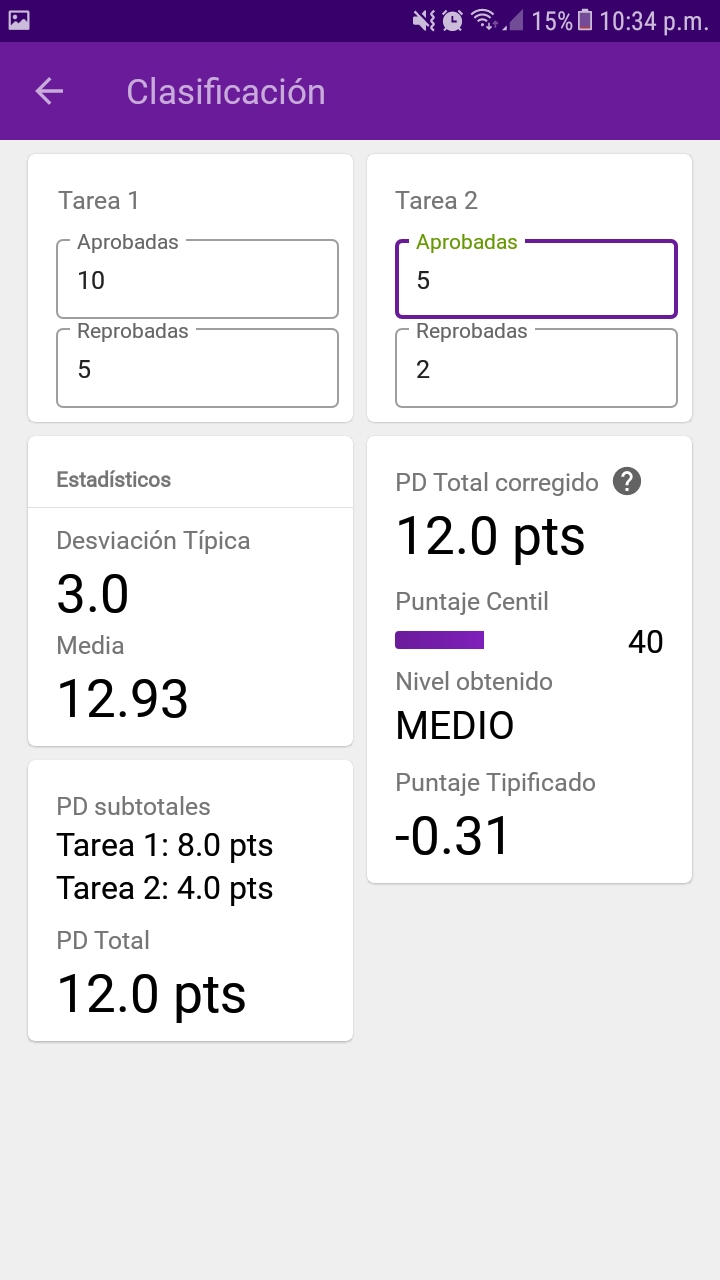 15% 10:34 p.m.
Clasificación
Tarea 1
Aprobadas
10
Reprobadas
5
Tarea 2
Aprobadas
5
Reprobadas
2
Estadísticos
Desviación Típica
3.0
Media
12.93
PD subtotales
Tarea 1: 8.0 pts
Tarea 2: 4.0 pts
PD Total
12.0 pts
PD Total corregido ?
12.0 pts
Puntaje Centil
40
Nivel obtenido
MEDIO
Puntaje Tipificado
-0.31